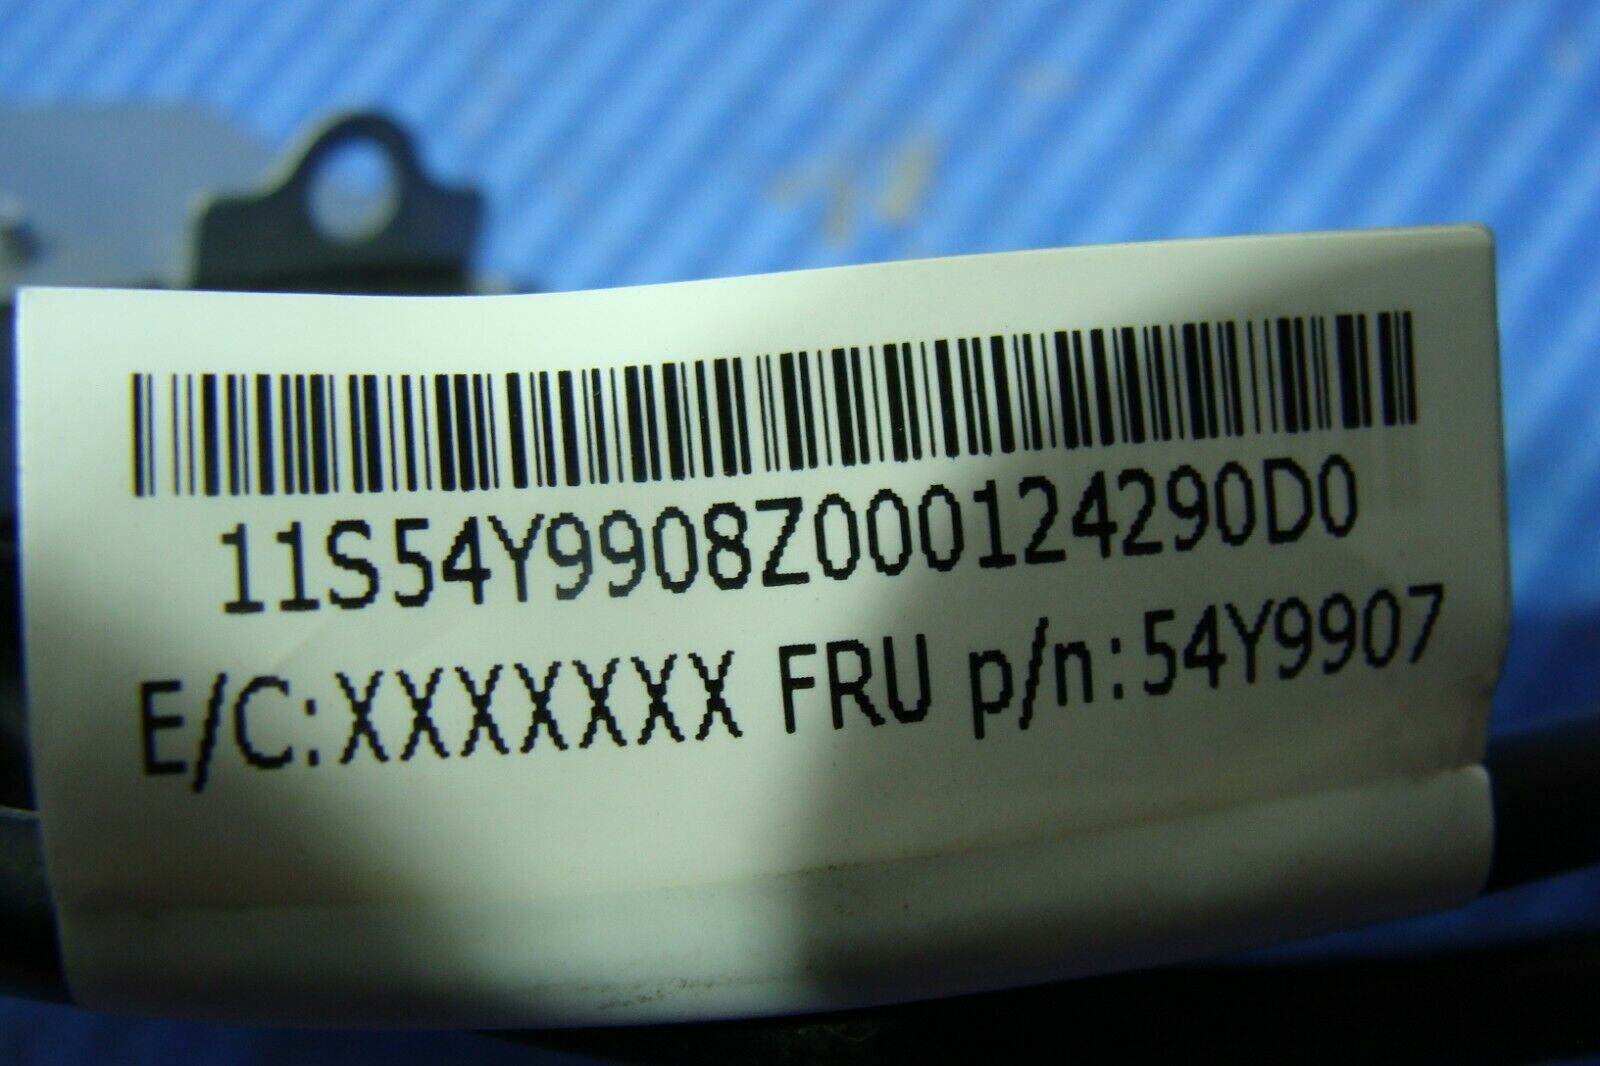 11S54Y9908Z000124290D0
E/C:XXXXXXX FRU p/n:54Y9907